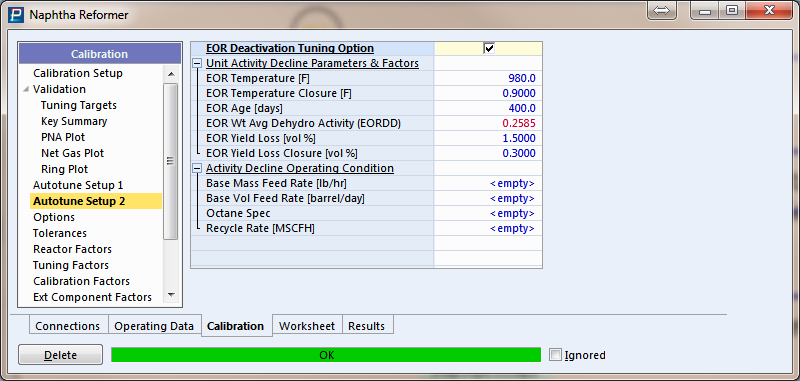 Naphtha Reformer
Calibration
Calibration Setup
Validation
Tuning Targets
Key Summary
PNA Plot
Net Gas Plot
Ring Plot
Autotune Setup 1
Autotune Setup 2
Options
Tolerances
Reactor Factors
Tuning Factors
Calibration Factors
Ext Component Factors
EOR Deactivation Tuning Option
Unit Activity Decline Parameters & Factors
EOR Temperature [F] 980.0
EOR Temperature Closure [F] 0.9000
EOR Age [days] 400.0
EOR Wt Avg Dehydro Activity (EORDD) 0.2585
EOR Yield Loss [vol %] 1.5000
EOR Yield Loss Closure [vol %] 0.3000
Activity Decline Operating Condition
Base Mass Feed Rate [lb/hr] <empty>
Base Vol Feed Rate [barrel/day] <empty>
Octane Spec <empty>
Recycle Rate [MSCFH] <empty>
Connections Operating Data Calibration Worksheet Results
Delete OK Ignored